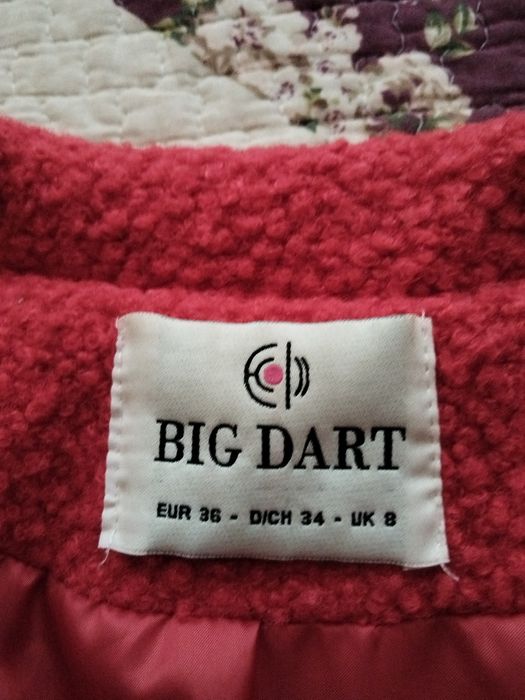 BIG DART
EUR 36 - D/CH 34 - UK 8